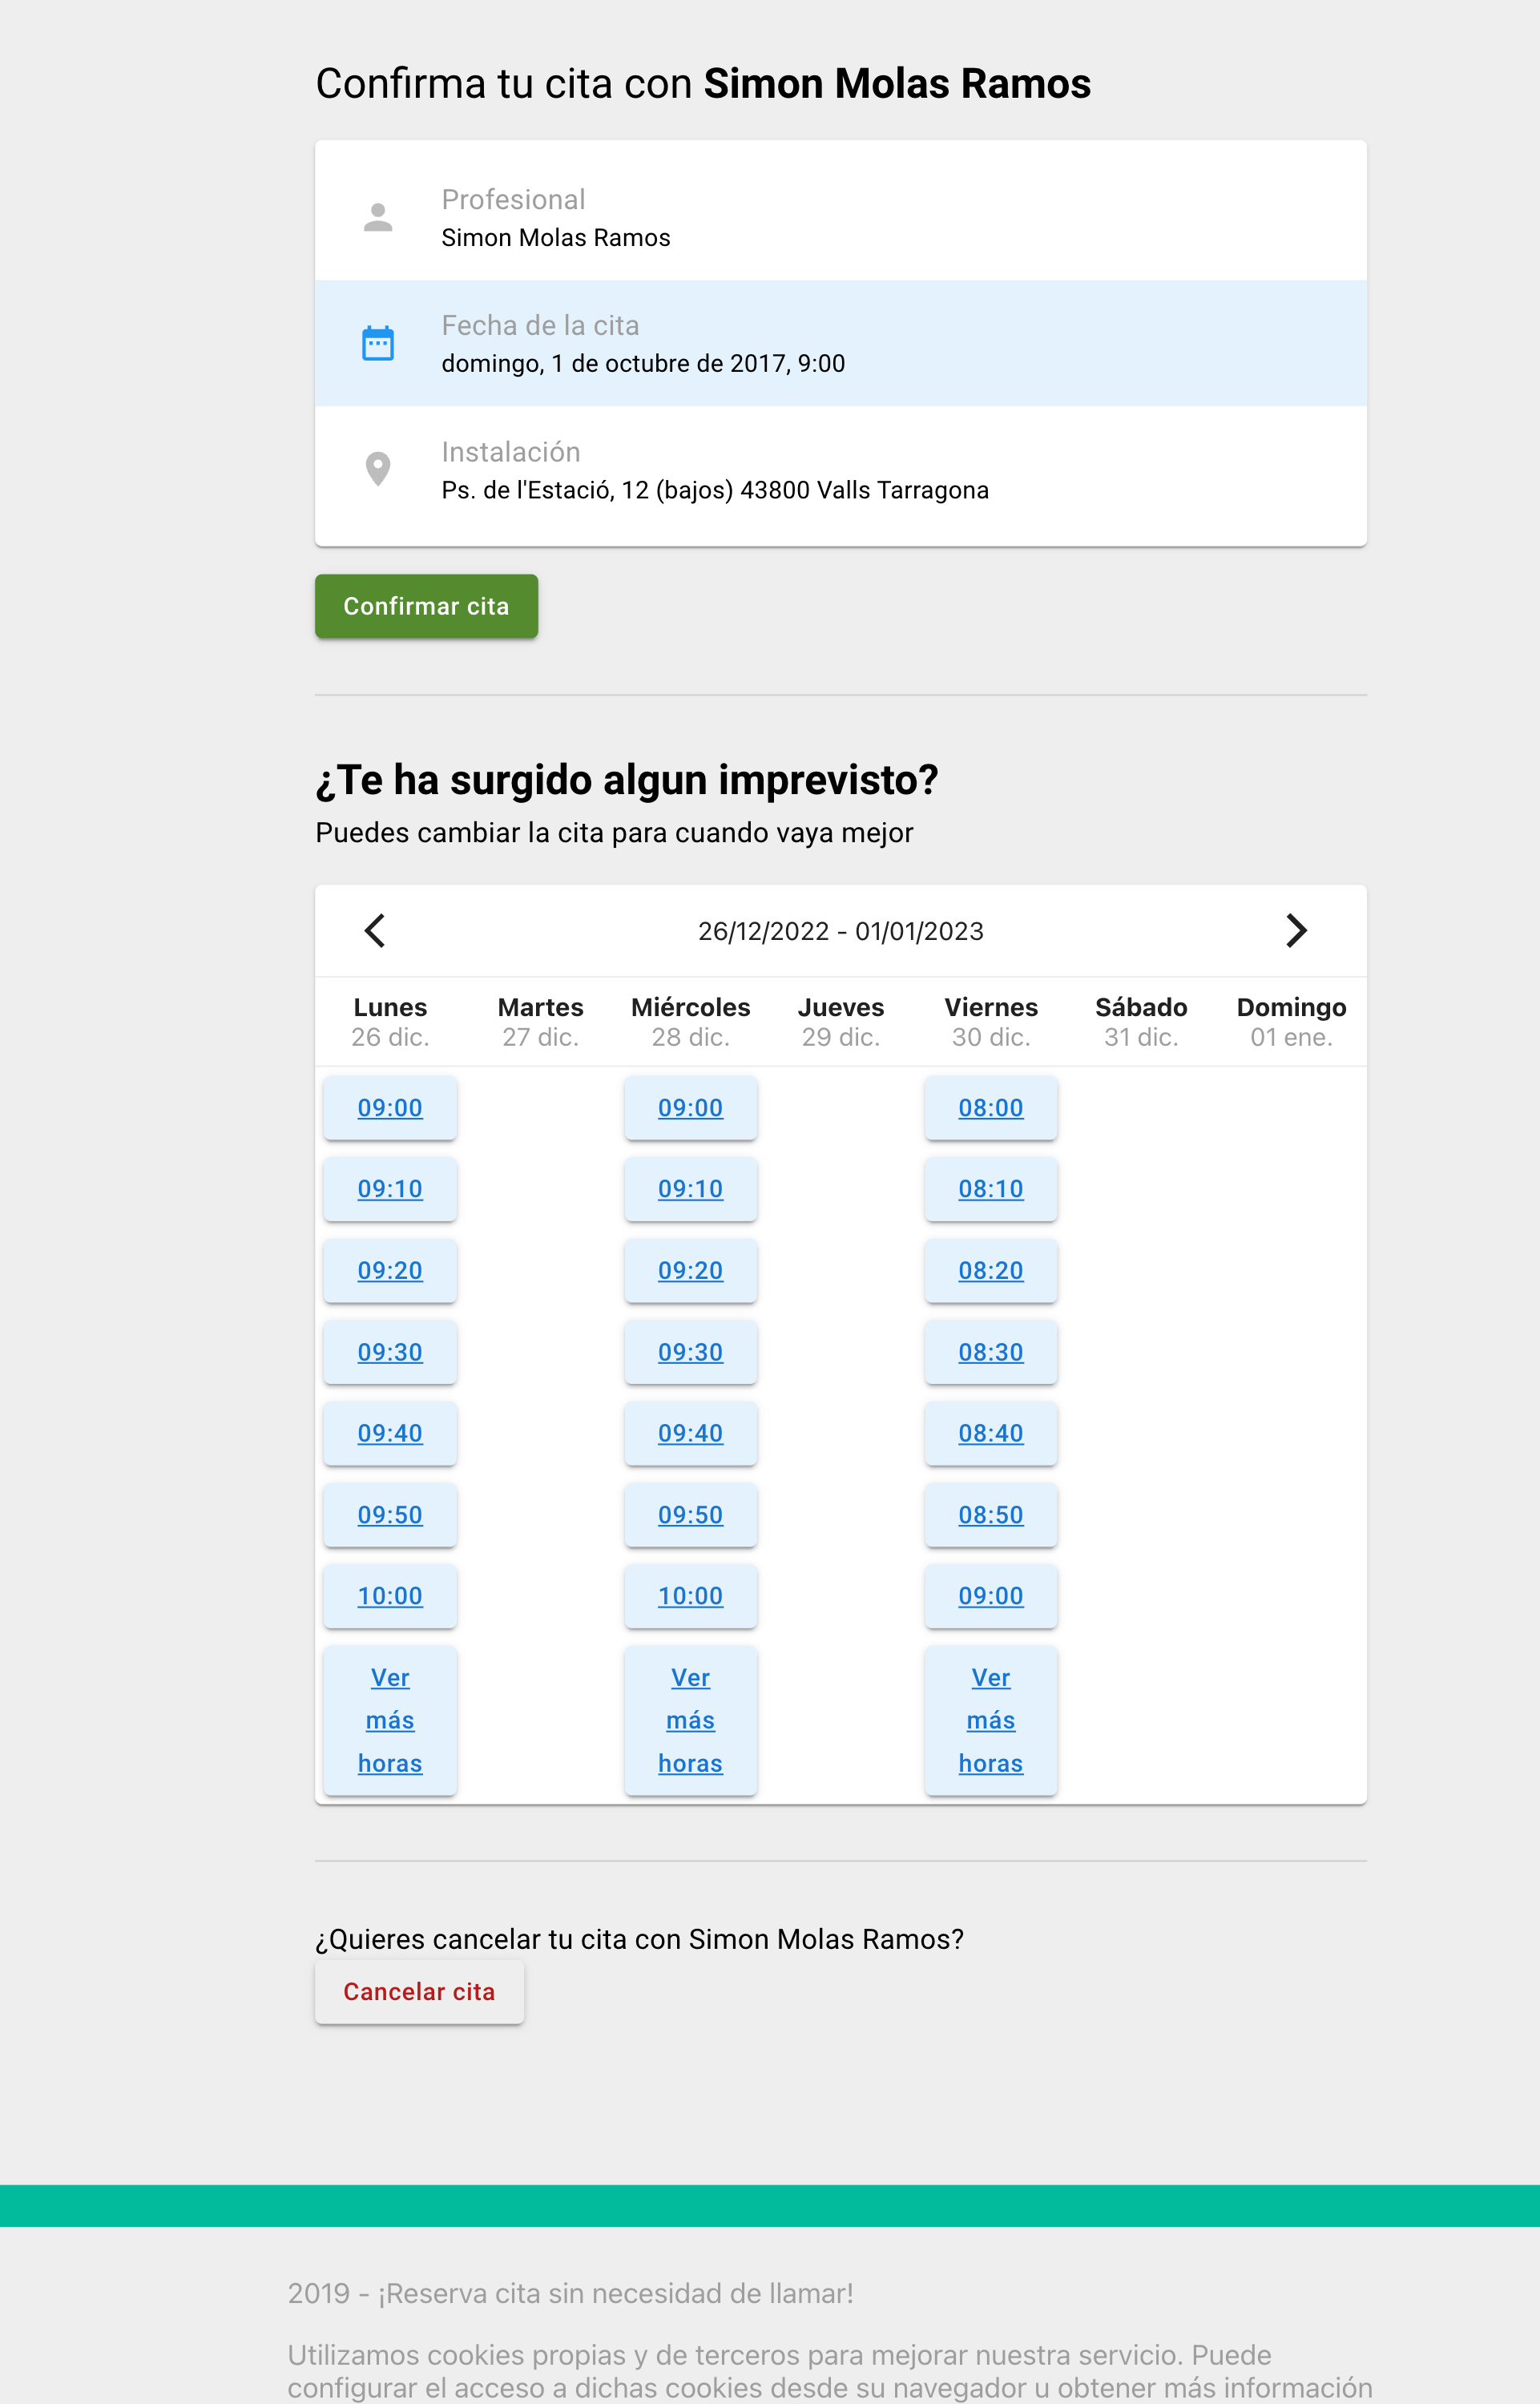 Confirma tu cita con Simon Molas Ramos
Profesional
Simon Molas Ramos
Fecha de la cita
domingo, 1 de octubre de 2017, 9:00
Instalación
Ps. de l'Estació, 12 (bajos) 43800 Valls Tarragona
Confirmar cita
¿Te ha surgido algun imprevisto?
Puedes cambiar la cita para cuando vaya mejor
26/12/2022 - 01/01/2023
Lunes Martes Miércoles Jueves Viernes Sábado Domingo
26 dic. 27 dic. 28 dic. 29 dic. 30 dic. 31 dic. 01 ene.
09:00 09:00 08:00
09:10 09:10 08:10
09:20 09:20 08:20
09:30 09:30 08:30
09:40 09:40 08:40
09:50 09:50 08:50
10:00 10:00 09:00
Ver Ver Ver
más más más
horas horas horas
¿Quieres cancelar tu cita con Simon Molas Ramos?
Cancelar cita
2019 - ¡Reserva cita sin necesidad de llamar!
Utilizamos cookies propias y de terceros para mejorar nuestra servicio. Puede
configurar el acceso a dichas cookies desde su navegador u obtener más información